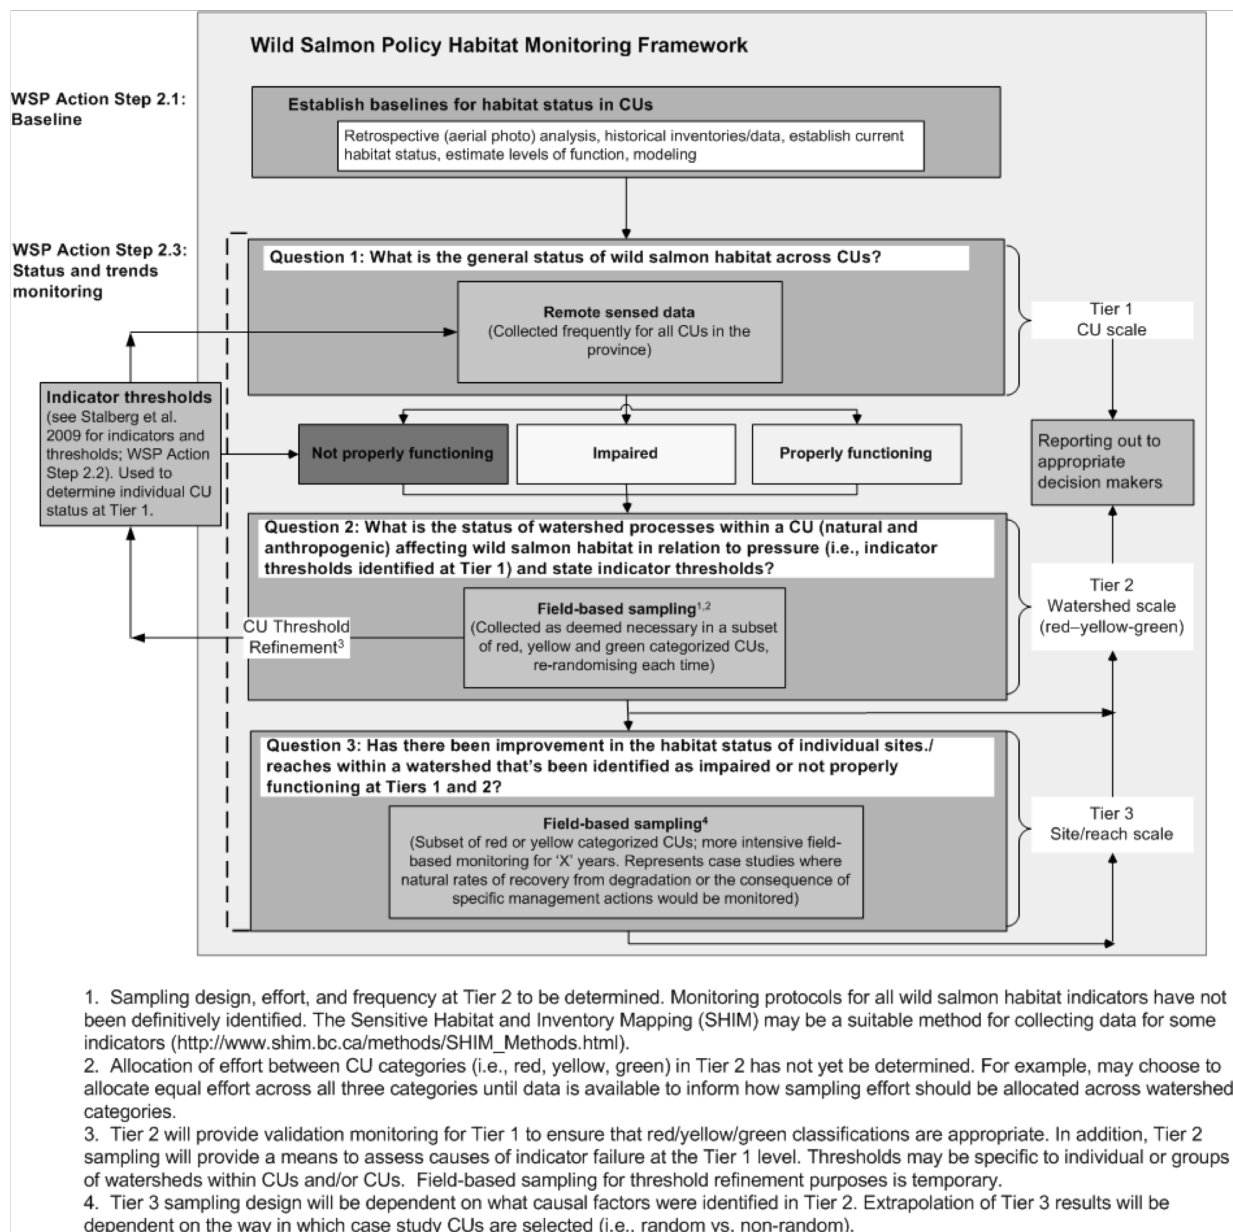 Wild Salmon Policy Habitat Monitoring Framework
WSP Action Step 2.1:
Baseline
Establish baselines for habitat status in CUs
Retrospective (aerial photo) analysis, historical inventories/data, establish current
habitat status, estimate levels of function, modeling
WSP Action Step 2.3:
Status and trends
monitoring
Question 1: What is the general status of wild salmon habitat across CUs?
Remote sensed data
(Collected frequently for all CUs in the
province)
Tier 1
CU scale
Indicator thresholds
(see Stalberg et al.
2009 for indicators and
thresholds; WSP Action
Step 2.2). Used to
determine individual CU
status at Tier 1.
Not properly functioning
Impaired
Properly functioning
Reporting out to
appropriate
decision makers
Question 2: What is the status of watershed processes within a CU (natural and
anthropogenic) affecting wild salmon habitat in relation to pressure (i.e., indicator
thresholds identified at Tier 1) and state indicator thresholds?
Field-based sampling1,2
(Collected as deemed necessary in a subset
of red, yellow and green categorized CUs,
re-randomising each time)
CU Threshold
Refinement3
Tier 2
Watershed scale
(red–yellow-green)
Question 3: Has there been improvement in the habitat status of individual sites./
reaches within a watershed that's been identified as impaired or not properly
functioning at Tiers 1 and 2?
Field-based sampling4
(Subset of red or yellow categorized CUs; more intensive field-
based monitoring for 'X' years. Represents case studies where
natural rates of recovery from degradation or the consequence of
specific management actions would be monitored)
Tier 3
Site/reach scale
1. Sampling design, effort, and frequency at Tier 2 to be determined. Monitoring protocols for all wild salmon habitat indicators have not
been definitively identified. The Sensitive Habitat and Inventory Mapping (SHIM) may be a suitable method for collecting data for some
indicators (http://www.shim.bc.ca/methods/SHIM_Methods.html).
2. Allocation of effort between CU categories (i.e., red, yellow, green) in Tier 2 has not yet be determined. For example, may choose to
allocate equal effort across all three categories until data is available to inform how sampling effort should be allocated across watershed
categories.
3. Tier 2 will provide validation monitoring for Tier 1 to ensure that red/yellow/green classifications are appropriate. In addition, Tier 2
sampling will provide a means to assess causes of indicator failure at the Tier 1 level. Thresholds may be specific to individual or groups
of watersheds within CUs and/or CUs. Field-based sampling for threshold refinement purposes is temporary.
4. Tier 3 sampling design will be dependent on what causal factors were identified in Tier 2. Extrapolation of Tier 3 results will be
dependent on the way in which case study CUs are selected (i.e., random vs. non-random).